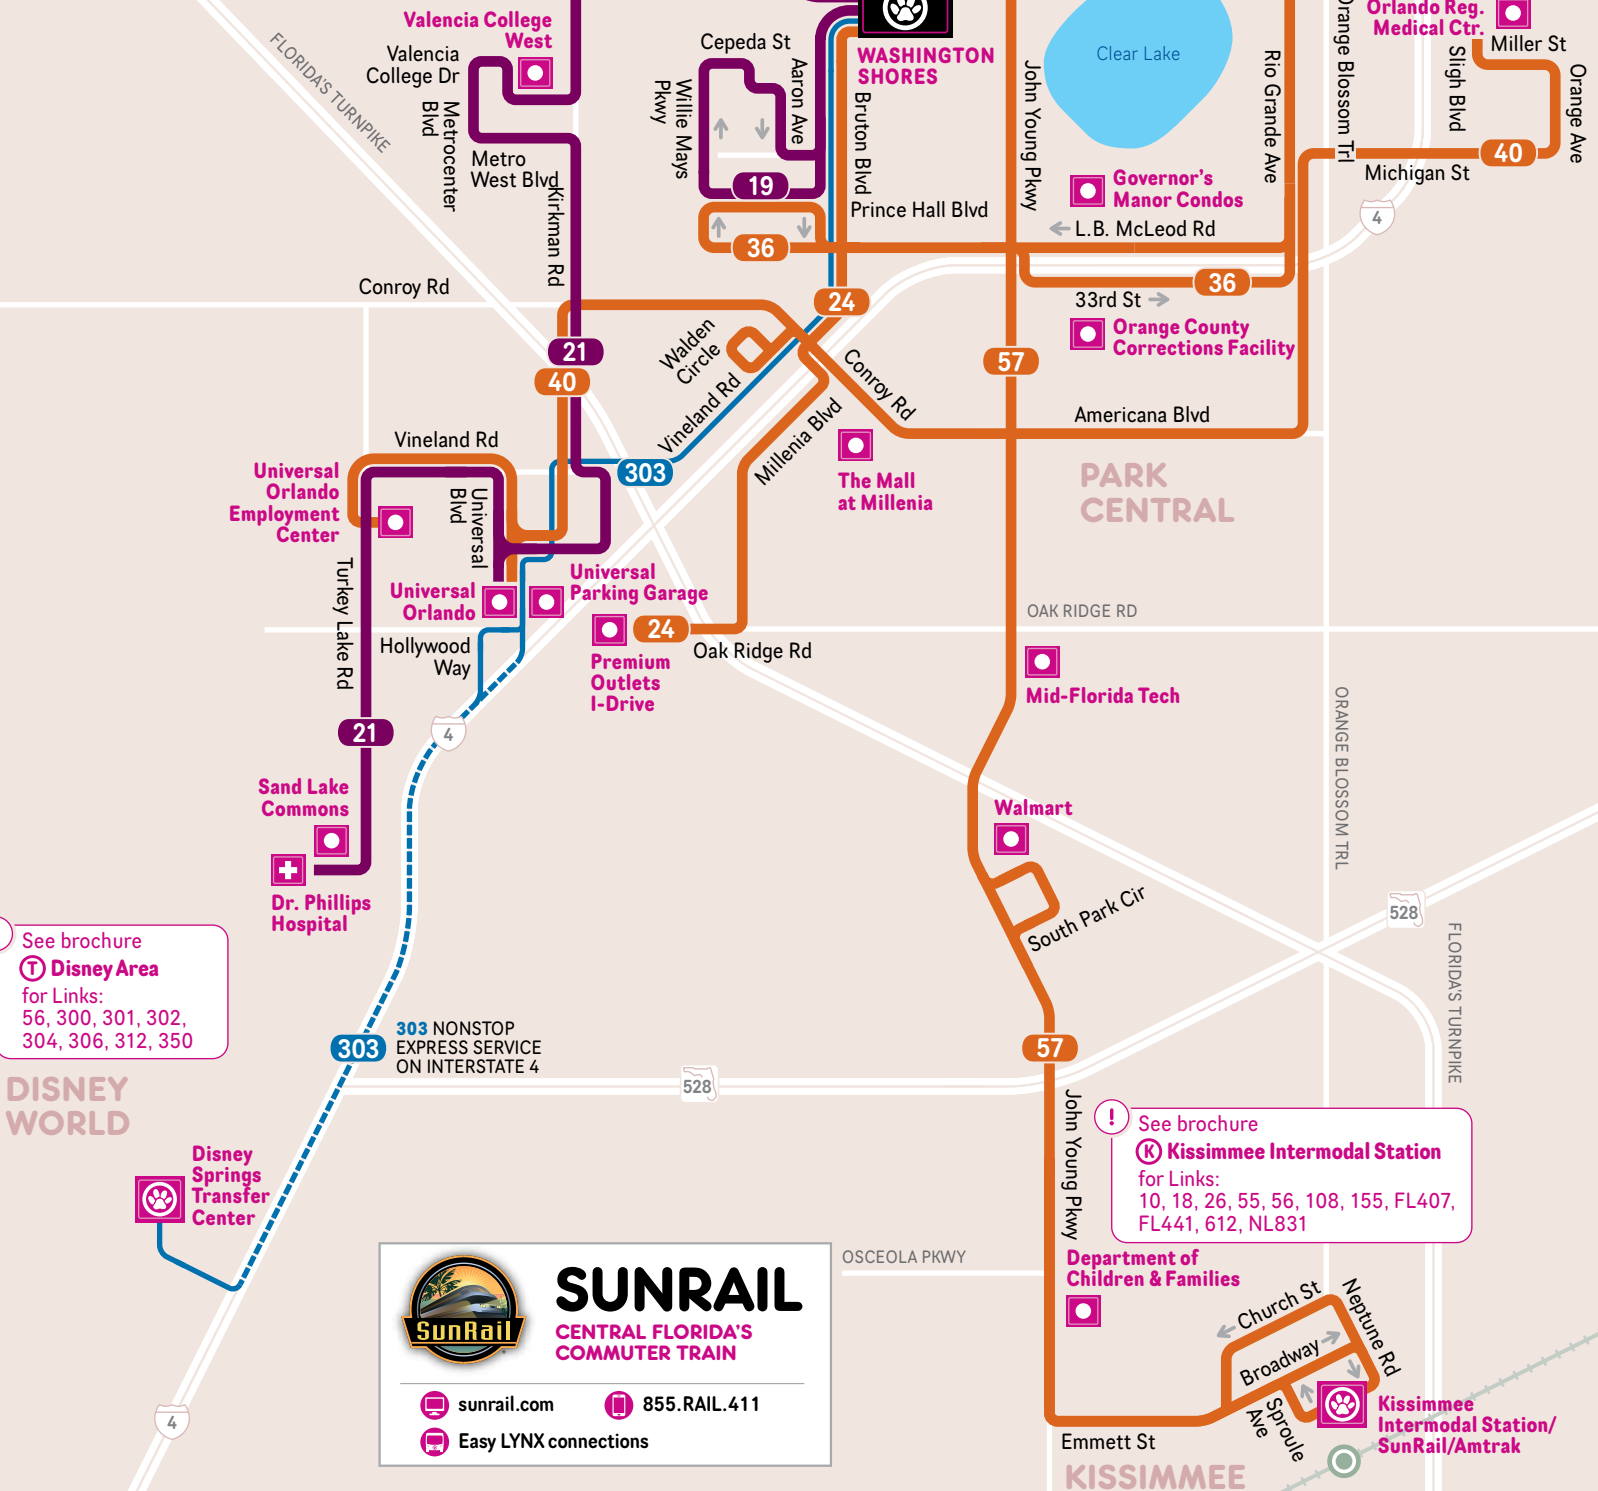 Valencia College
West
Valencia
College Dr
Metrocenter
Blvd
Metro
West Blvd
Kirkman Rd
FLORIDA'S TURNPIKE
Cepeda St
Aaron Ave
Willie Mays
Pkwy
19
WASHINGTON
SHORES
Bruton Blvd
Prince Hall Blvd
36
John Young Pkwy
Clear Lake
Governor's
Manor Condos
L.B. McLeod Rd
36
33rd St
Orange County
Corrections Facility
Rio Grande Ave
Orange Blossom Trl
Orlando Reg.
Medical Ctr.
Miller St
Sligh Blvd
Orange Ave
40
Michigan St
4
Conroy Rd
24
21
40
Walden
Circle
Vineland Rd
Conroy Rd
57
Americana Blvd
Millenia Blvd
The Mall
at Millenia
PARK
CENTRAL
Vineland Rd
303
Universal
Orlando
Employment
Center
Universal
Blvd
Turkey Lake Rd
Universal
Orlando
Universal
Parking Garage
Hollywood
Way
24
Oak Ridge Rd
Premium
Outlets
I-Drive
OAK RIDGE RD
Mid-Florida Tech
ORANGE BLOSSOM TRL
21
4
Sand Lake
Commons
Dr. Phillips
Hospital
Walmart
South Park Cir
528
FLORIDA'S TURNPIKE
See brochure
T Disney Area
for Links:
56, 300, 301, 302,
304, 306, 312, 350
DISNEY
WORLD
303
303 NONSTOP
EXPRESS SERVICE
ON INTERSTATE 4
528
57
John Young Pkwy
!
See brochure
K Kissimmee Intermodal Station
for Links:
10, 18, 26, 55, 56, 108, 155, FL407,
FL441, 612, NL831
Disney
Springs
Transfer
Center
4
SunRail
SUNRAIL
CENTRAL FLORIDA'S
COMMUTER TRAIN
sunrail.com
855.RAIL.411
Easy LYNX connections
OSCEOLA PKWY
Department of
Children & Families
Church St
Neptune Rd
Broadway
Sproule
Ave
Emmett St
Kissimmee
Intermodal Station/
SunRail/Amtrak
KISSIMMEE